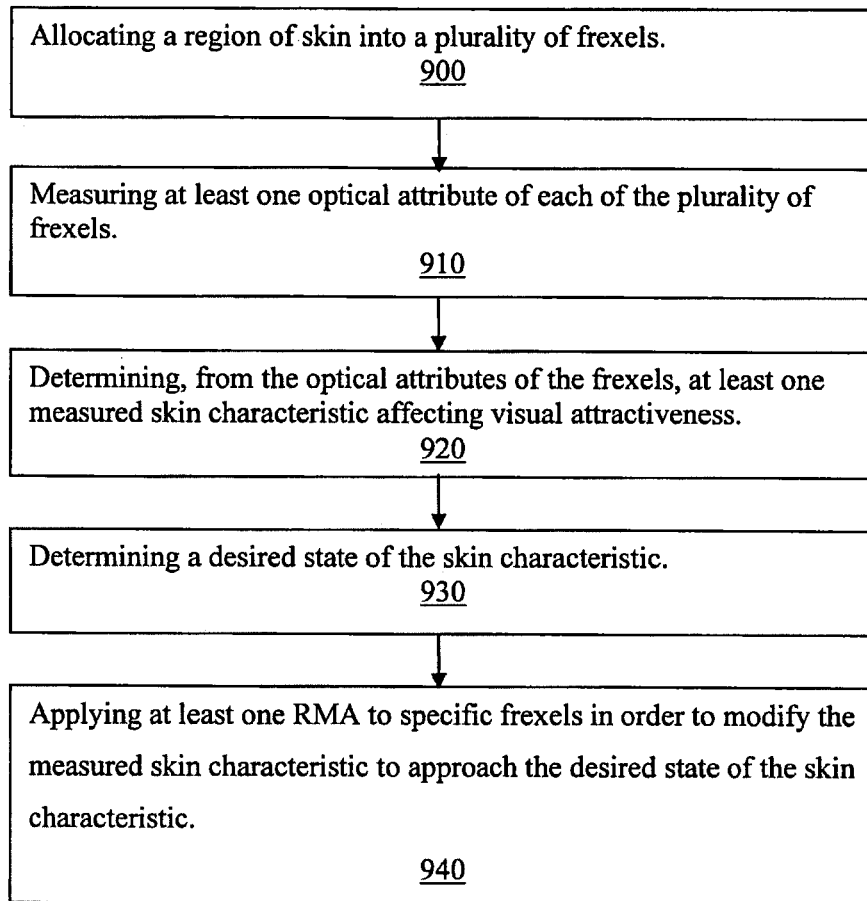 Allocating a region of skin into a plurality of frexels.
900
Measuring at least one optical attribute of each of the plurality of
frexels.
910
Determining, from the optical attributes of the frexels, at least one
measured skin characteristic affecting visual attractiveness.
920
Determining a desired state of the skin characteristic.
930
Applying at least one RMA to specific frexels in order to modify the
measured skin characteristic to approach the desired state of the skin
characteristic.
940